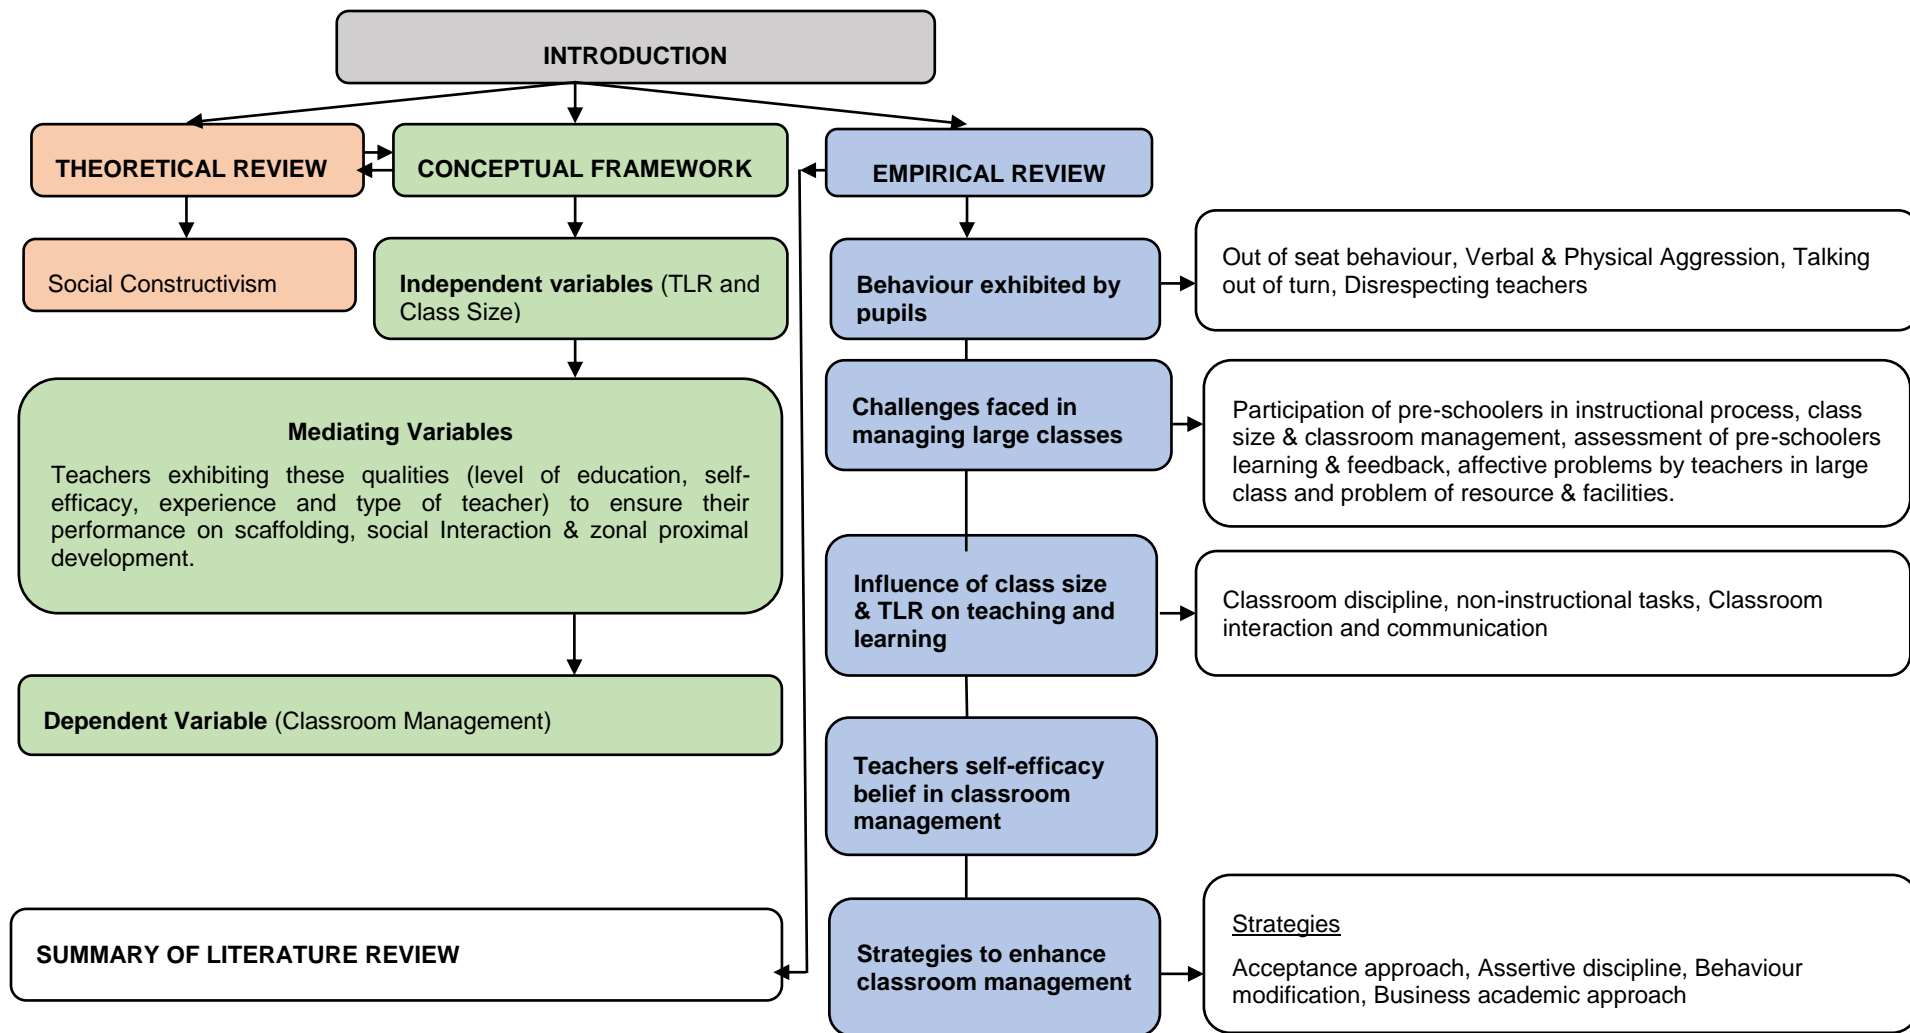 INTRODUCTION
THEORETICAL REVIEW
CONCEPTUAL FRAMEWORK
EMPIRICAL REVIEW
Social Constructivism
Independent variables (TLR and
Class Size)
Mediating Variables
Teachers exhibiting these qualities (level of education, self-
efficacy, experience and type of teacher) to ensure their
performance on scaffolding, social Interaction & zonal proximal
development.
Dependent Variable (Classroom Management)
SUMMARY OF LITERATURE REVIEW
Behaviour exhibited by
pupils
Out of seat behaviour, Verbal & Physical Aggression, Talking
out of turn, Disrespecting teachers
Challenges faced in
managing large classes
Participation of pre-schoolers in instructional process, class
size & classroom management, assessment of pre-schoolers
learning & feedback, affective problems by teachers in large
class and problem of resource & facilities.
Influence of class size
& TLR on teaching and
learning
Classroom discipline, non-instructional tasks, Classroom
interaction and communication
Teachers self-efficacy
belief in classroom
management
Strategies to enhance
classroom management
Strategies
Acceptance approach, Assertive discipline, Behaviour
modification, Business academic approach